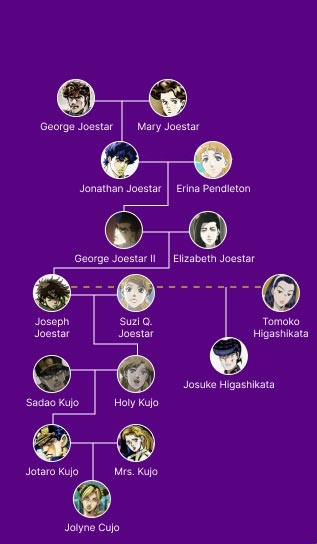 George Joestar
Mary Joestar
Jonathan Joestar
Erina Pendleton
George Joestar II
Elizabeth Joestar
Joseph
Joestar
Suzi Q.
Joestar
Tomoko
Higashikata
Josuke Higashikata
Sadao Kujo
Holy Kujo
Jotaro Kujo
Mrs. Kujo
Jolyne Cujo